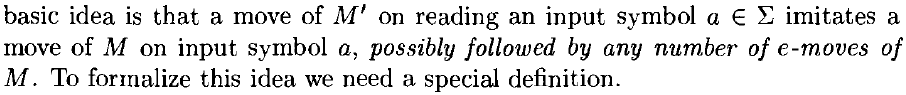 basic idea is that a move of M′ on reading an input symbol a ∈ Σ imitates a
move of M on input symbol a, possibly followed by any number of e-moves of
M. To formalize this idea we need a special definition.